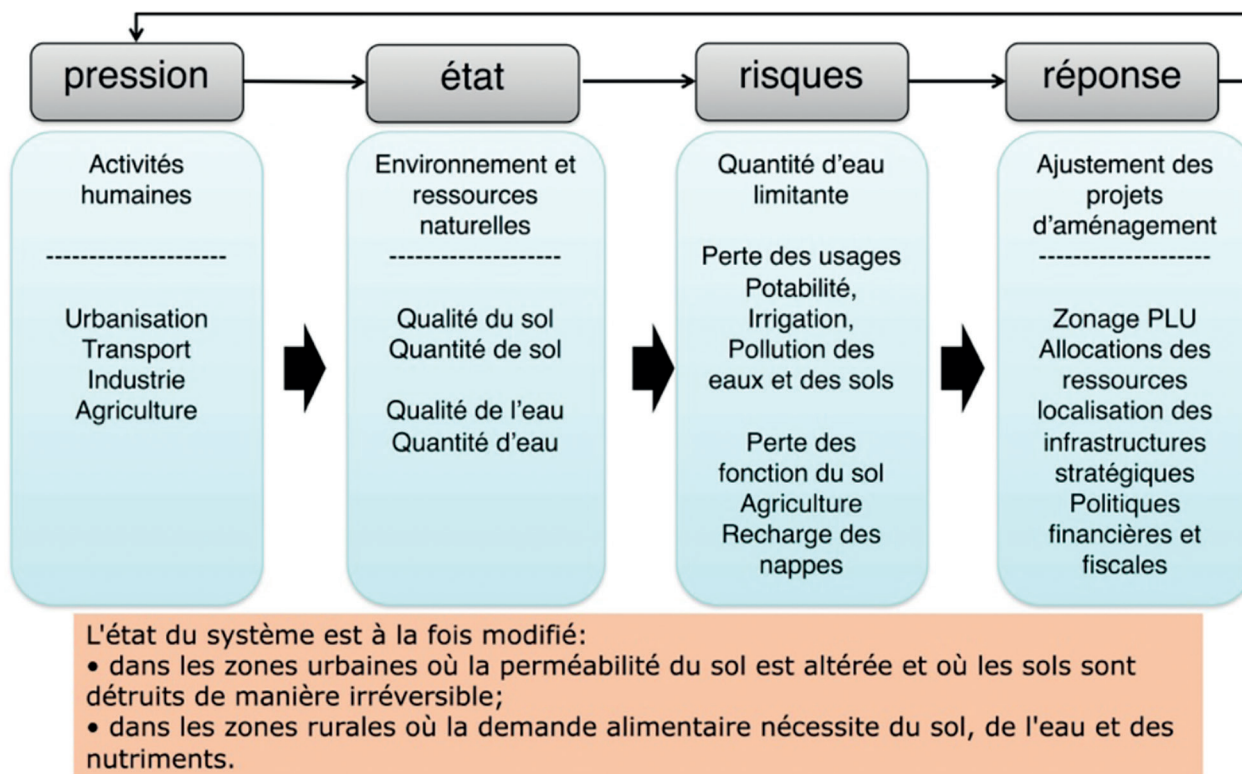 pression
état
risques
réponse
Activités
humaines
---------------------
Urbanisation
Transport
Industrie
Agriculture
Environnement et
ressources
naturelles
--------------------
Qualité du sol
Quantité de sol
Qualité de l'eau
Quantité d'eau
Quantité d'eau
limitante
Perte des usages
Potabilité,
Irrigation,
Pollution des
eaux et des sols
Perte des
fonction du sol
Agriculture
Recharge des
nappes
Ajustement des
projets
d'aménagement
--------------------
Zonage PLU
Allocations des
ressources
localisation des
infrastructures
stratégiques
Politiques
financières et
fiscales
L'état du système est à la fois modifié:
• dans les zones urbaines où la perméabilité du sol est altérée et où les sols sont
détruits de manière irréversible;
• dans les zones rurales où la demande alimentaire nécessite du sol, de l'eau et des
nutriments.